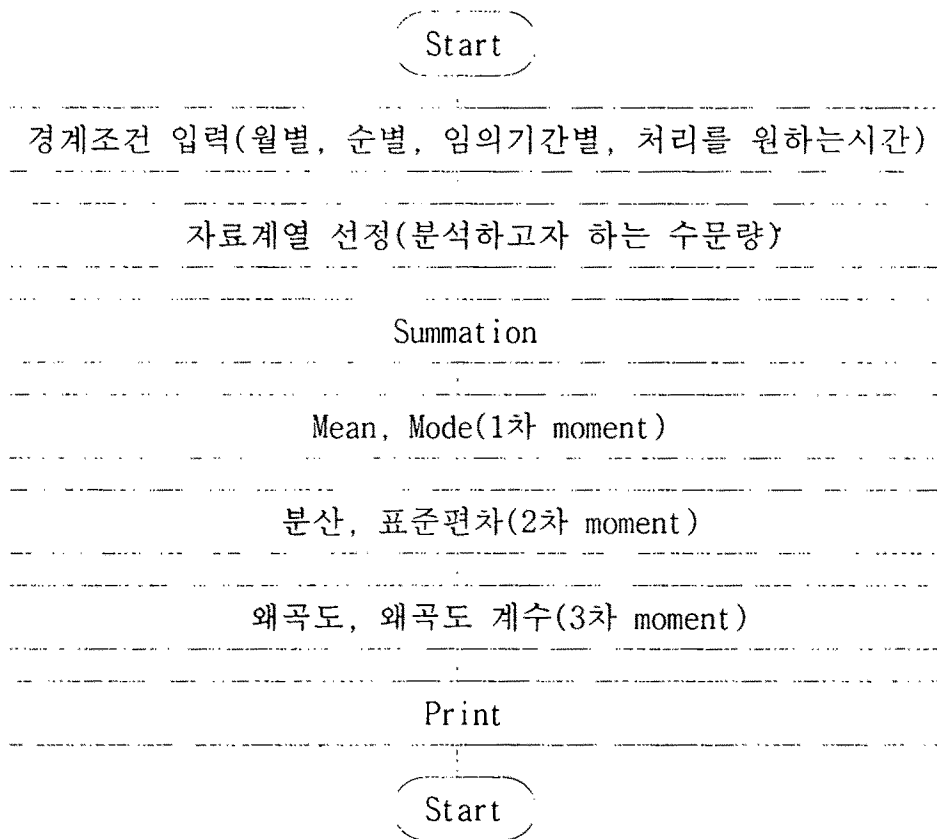 Start
경계조건 입력(월별, 순별, 임의기간별, 처리를 원하는시간)
자료계열 선정(분석하고자 하는 수문량)
Summation
Mean, Mode(1차 moment)
분산, 표준편차(2차 moment)
왜곡도, 왜곡도 계수(3차 moment)
Print
Start